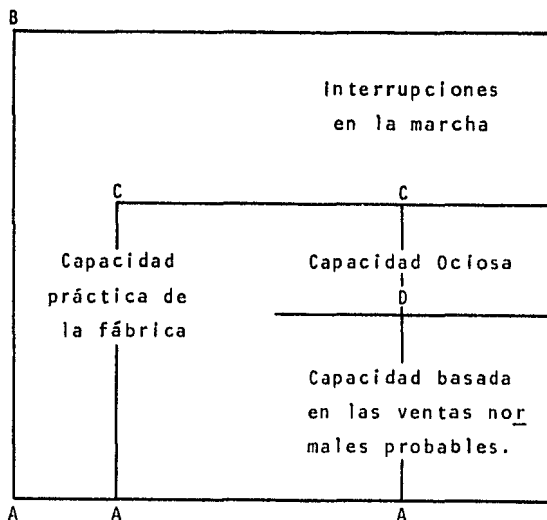 B
Interrupciones
en la marcha
C C
Capacidad
práctica de
la fábrica
Capacidad Ociosa
D
Capacidad basada
en las ventas nor
males probables.
A A A